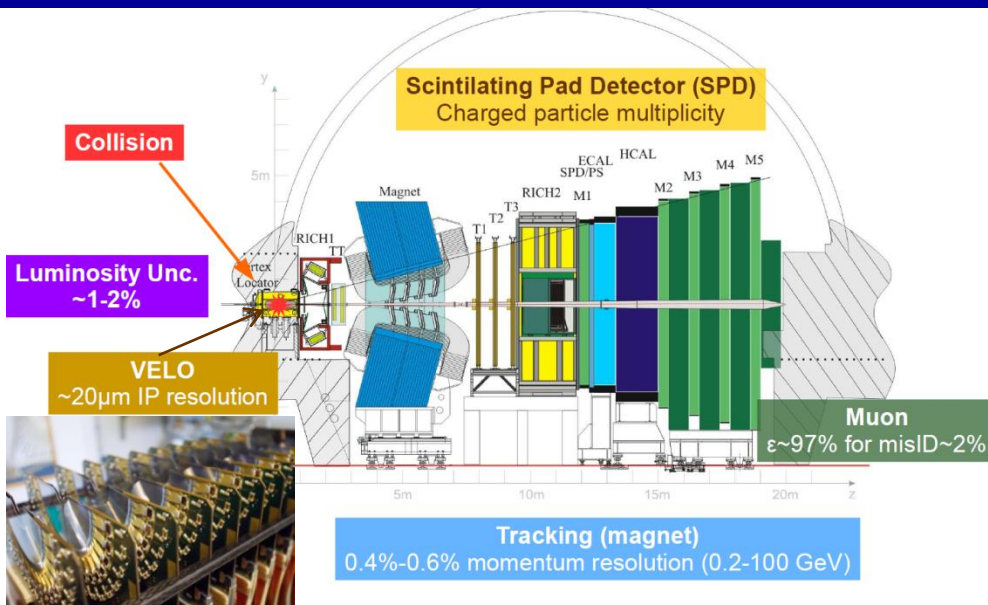 Scintilating Pad Detector (SPD)
Charged particle multiplicity
Collision
y
5m
Magnet
RICH1
TT
T1
T2
T3
RICH2
SPD/PS
ECAL
HCAL
M1
M2
M3
M4
M5
Luminosity Unc.
~1-2%
Locator
VELO
~20μm IP resolution
Muon
ε~97% for misID~2%
5m
10m
15m
20m
z
Tracking (magnet)
0.4%-0.6% momentum resolution (0.2-100 GeV)